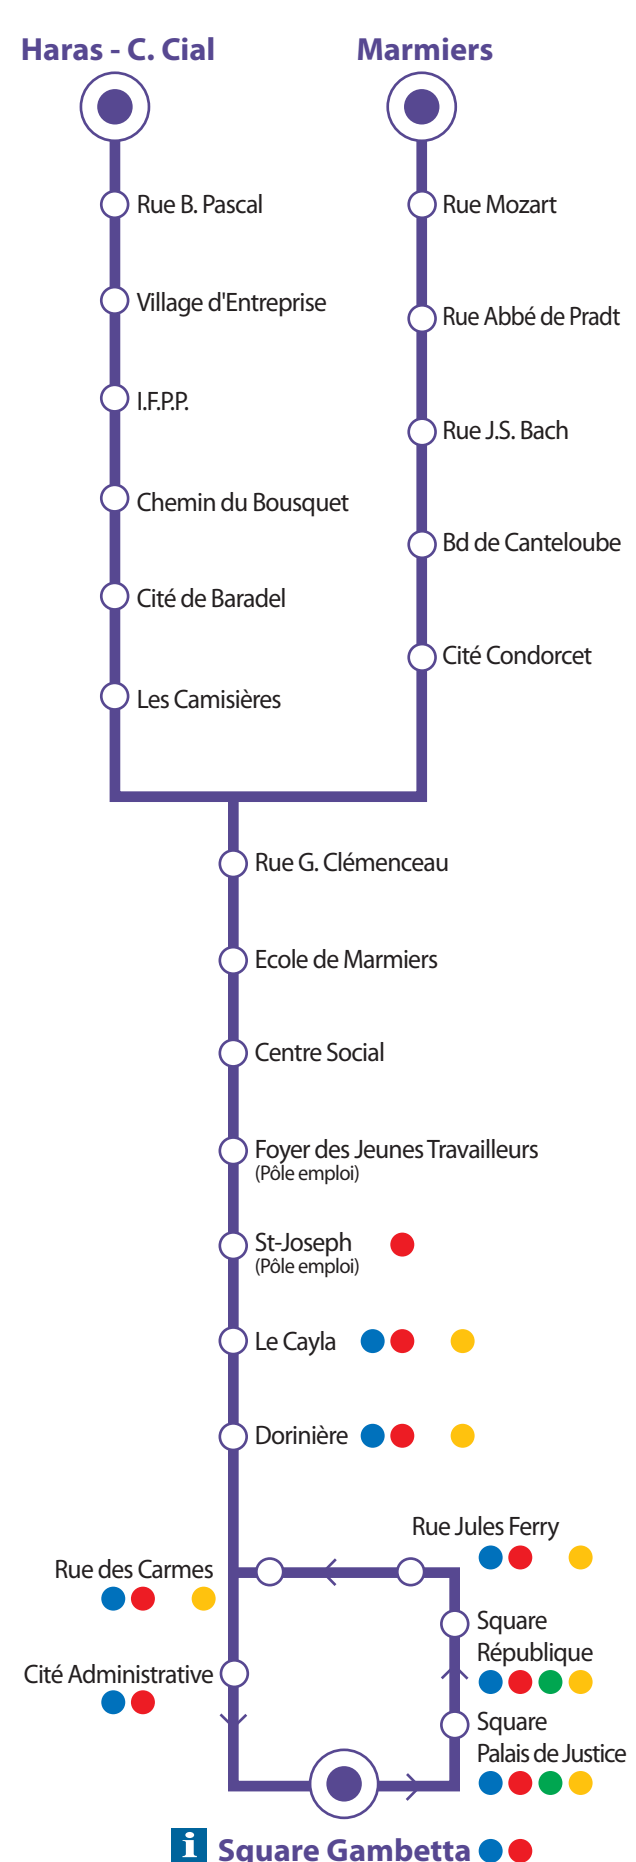 Haras - C. Cial
Marmiers
Rue B. Pascal
Rue Mozart
Village d'Entreprise
Rue Abbé de Pradt
I.F.P.P.
Rue J.S. Bach
Chemin du Bousquet
Bd de Canteloube
Cité de Baradel
Cité Condorcet
Les Camisières
Rue G. Clémenceau
Ecole de Marmiers
Centre Social
Foyer des Jeunes Travailleurs
(Pôle emploi)
St-Joseph
(Pôle emploi)
Le Cayla
Dorinière
Rue Jules Ferry
Rue des Carmes
Square
République
Cité Administrative
Square
Palais de Justice
i Square Gambetta